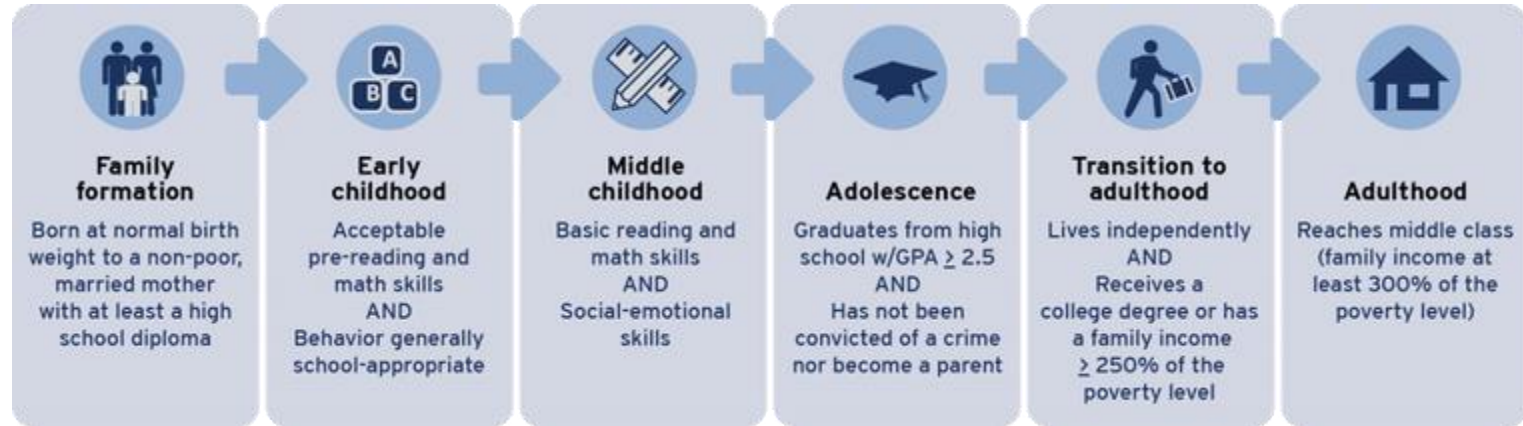 A
B C
Family
formation
Born at normal birth
weight to a non-poor,
married mother
with at least a high
school diploma
Early
childhood
Acceptable
pre-reading and
math skills
AND
Behavior generally
school-appropriate
Middle
childhood
Basic reading and
math skills
AND
Social-emotional
skills
Adolescence
Graduates from high
school w/GPA ≥ 2.5
AND
Has not been
convicted of a crime
nor become a parent
Transition to
adulthood
Lives independently
AND
Receives a
college degree or has
a family income
≥ 250% of the
poverty level
Adulthood
Reaches middle class
(family income at
least 300% of the
poverty level)